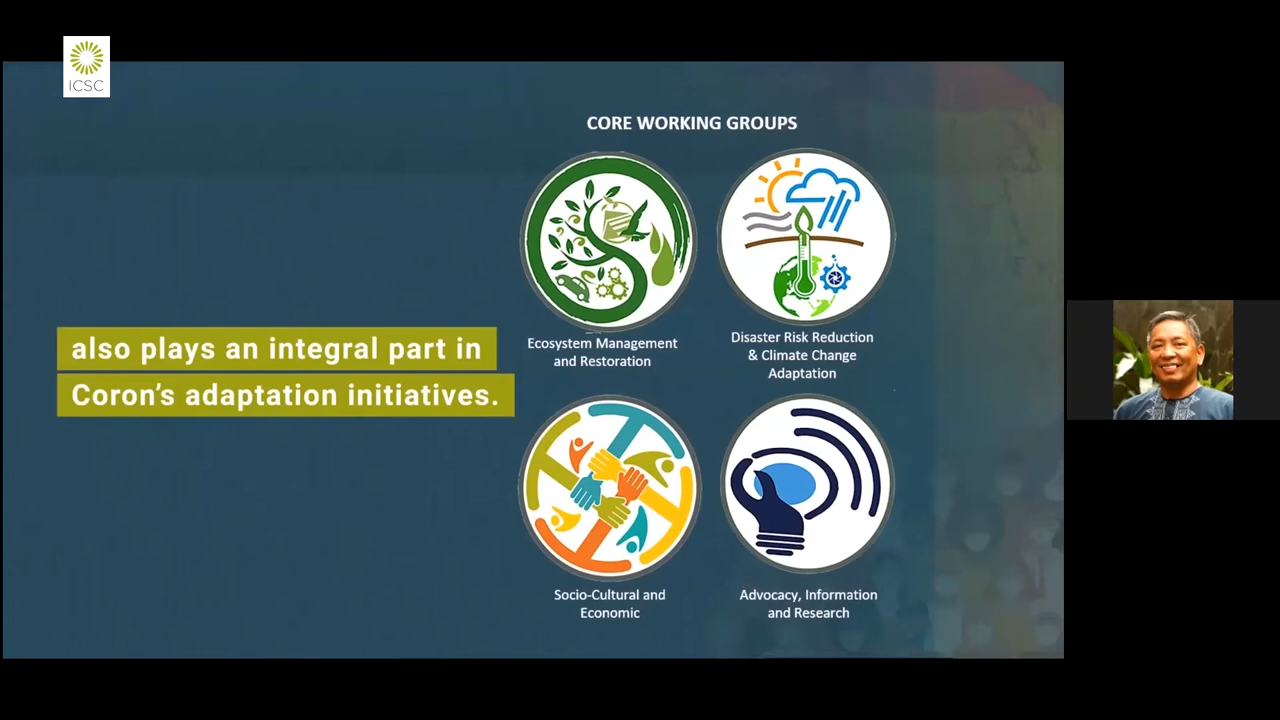 ICSC
CORE WORKING GROUPS
also plays an integral part in
Coron's adaptation initiatives.
Ecosystem Management
and Restoration
Disaster Risk Reduction
& Climate Change
Adaptation
Socio-Cultural and
Economic
Advocacy, Information
and Research